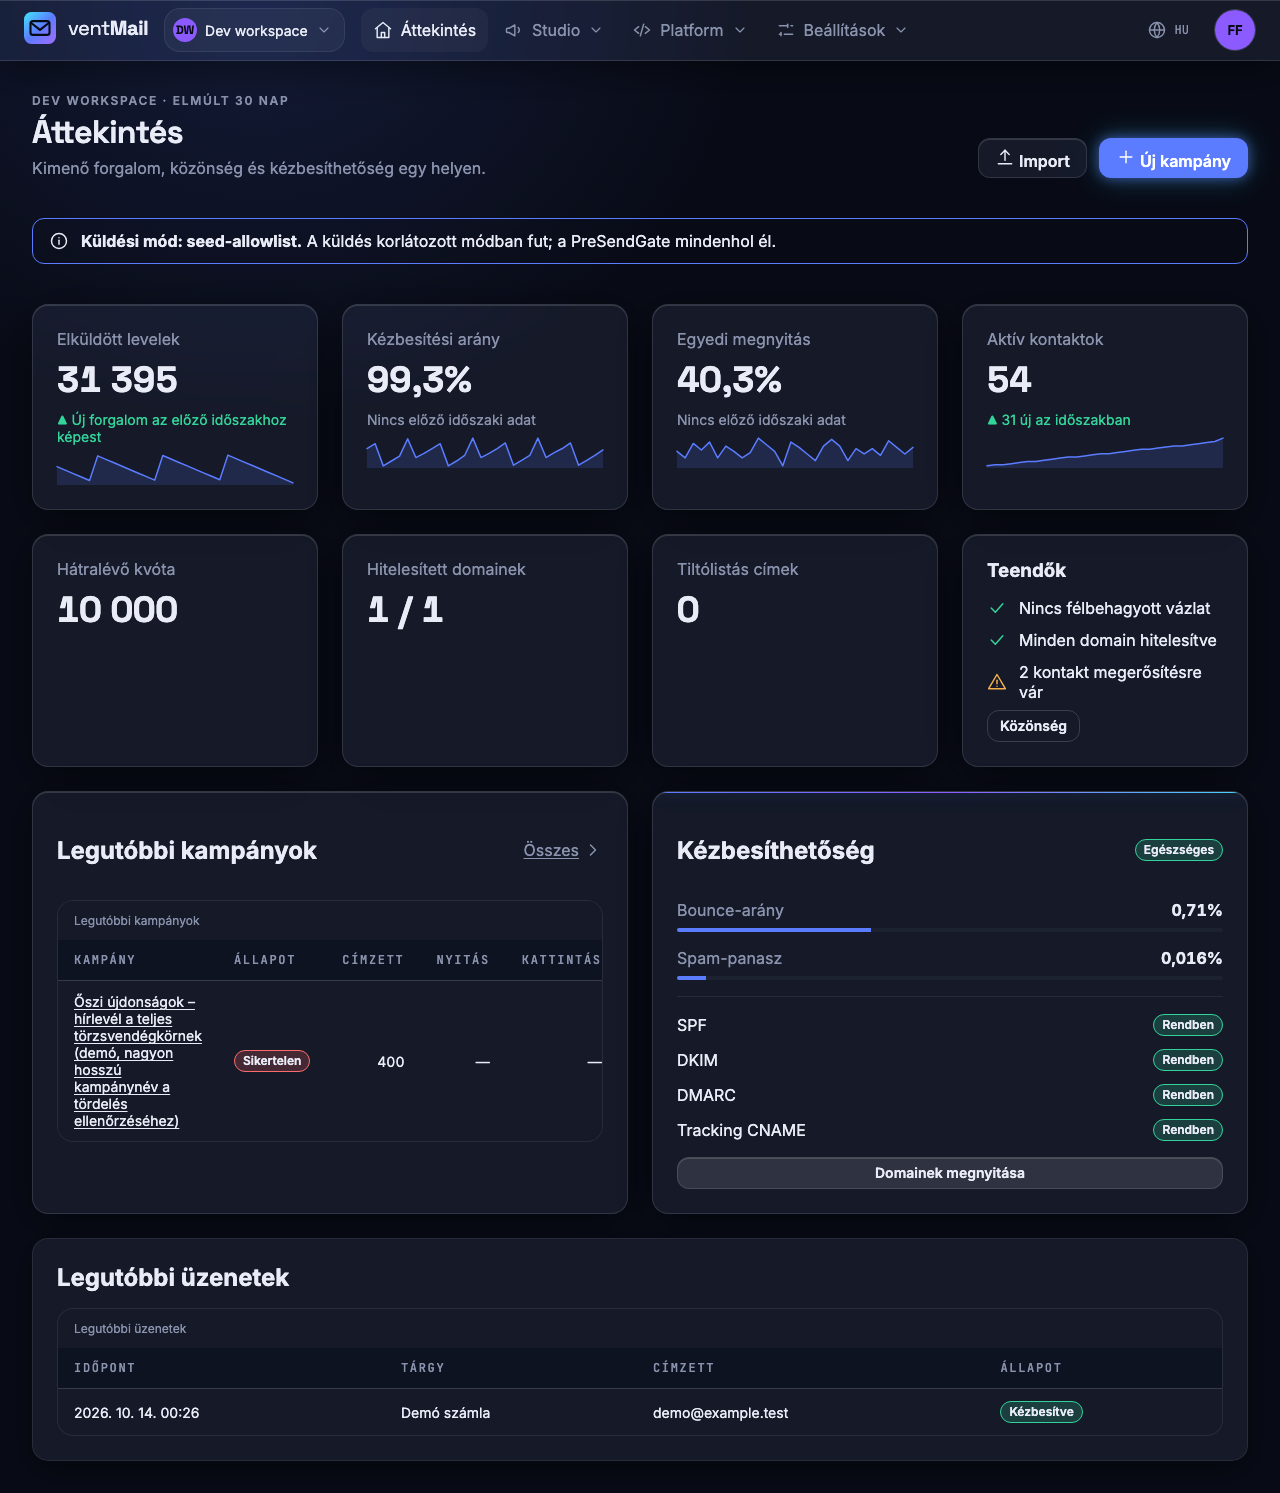 ventMail
DW Dev workspace
Áttekintés
Studio
Platform
Beállítások
HU
FF
DEV WORKSPACE · ELMÚLT 30 NAP
Áttekintés
Kimenő forgalom, közönség és kézbesíthetőség egy helyen.
Import
Új kampány
Küldési mód: seed-allowlist. A küldés korlátozott módban fut; a PreSendGate mindenhol él.
Elküldött levelek
31 395
▲ Új forgalom az előző időszakhoz
képest
Kézbesítési arány
99,3%
Nincs előző időszaki adat
Egyedi megnyitás
40,3%
Nincs előző időszaki adat
Aktív kontaktok
54
▲ 31 új az időszakban
Hátralévő kvóta
10 000
Hitelesített domainek
1 / 1
Tiltólistás címek
0
Teendők
Nincs félbehagyott vázlat
Minden domain hitelesítve
2 kontakt megerősítésre
vár
Közönség
Legutóbbi kampányok
Összes
Legutóbbi kampányok
KAMPÁNY ÁLLAPOT CÍMZETT NYITÁS KATTINTÁS
Őszi újdonságok –
hírlevél a teljes
törzsvendégkörnek
(demó, nagyon
hosszú
kampánynév a
tördelés
ellenőrzéséhez)
Sikertelen 400 — —
Kézbesíthetőség
Egészséges
Bounce-arány 0,71%
Spam-panasz 0,016%
SPF Rendben
DKIM Rendben
DMARC Rendben
Tracking CNAME Rendben
Domainek megnyitása
Legutóbbi üzenetek
Legutóbbi üzenetek
IDŐPONT TÁRGY CÍMZETT ÁLLAPOT
2026. 10. 14. 00:26 Demó számla demo@example.test Kézbesítve